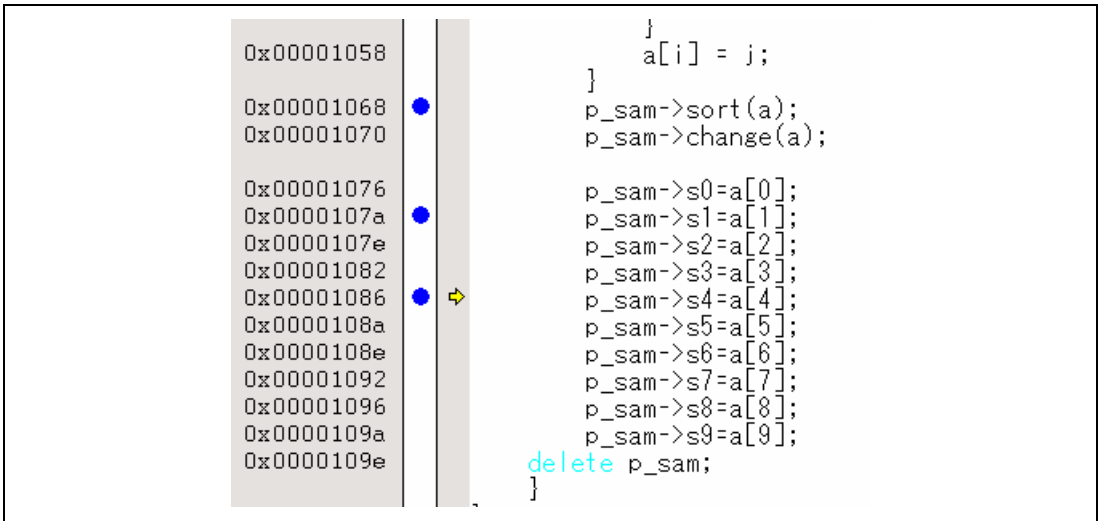 }
0x00001058 a[i] = j;
}
0x00001068 p_sam->sort(a);
0x00001070 p_sam->change(a);
0x00001076 p_sam->s0=a[0];
0x0000107a p_sam->s1=a[1];
0x0000107e p_sam->s2=a[2];
0x00001082 p_sam->s3=a[3];
0x00001086 p_sam->s4=a[4];
0x0000108a p_sam->s5=a[5];
0x0000108e p_sam->s6=a[6];
0x00001092 p_sam->s7=a[7];
0x00001096 p_sam->s8=a[8];
0x0000109a p_sam->s9=a[9];
0x0000109e delete p_sam;
}